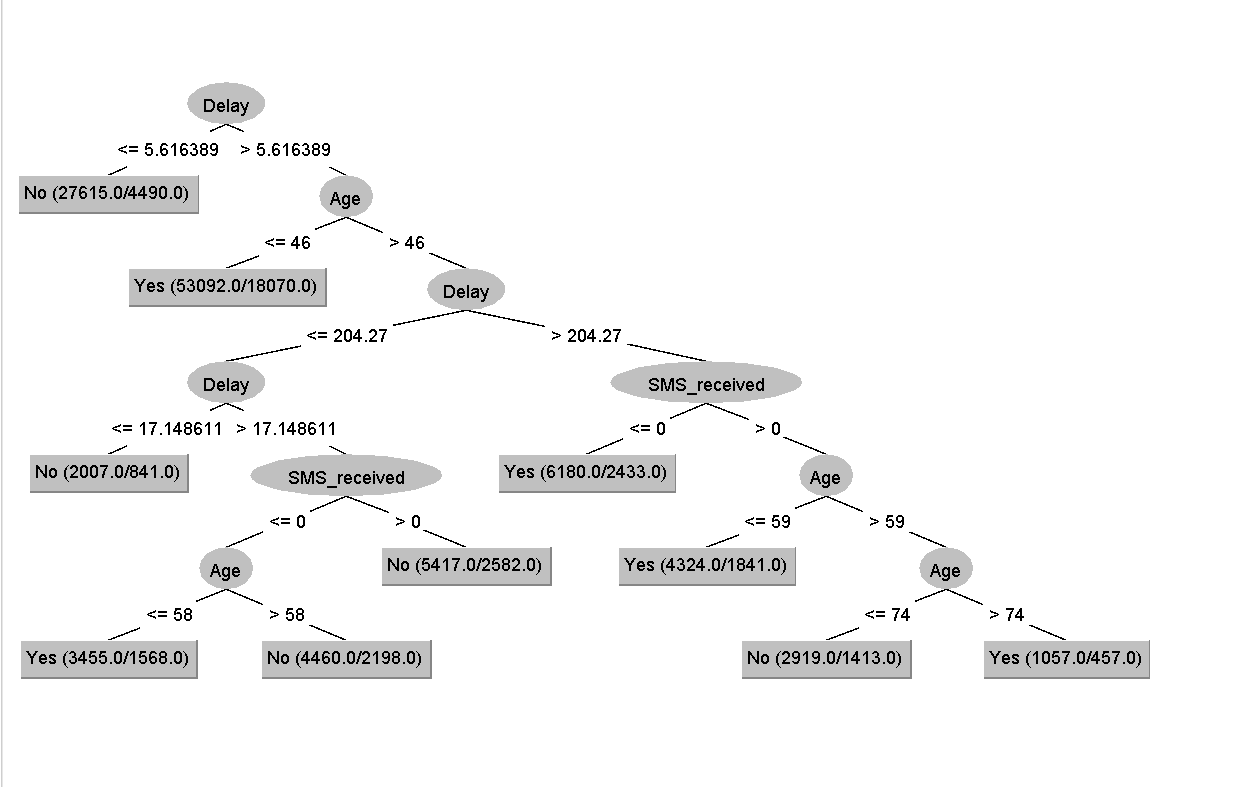 Delay
<= 5.616389 > 5.616389
No (27615.0/4490.0)
Age
<= 46 > 46
Yes (53092.0/18070.0)
Delay
<= 204.27 > 204.27
Delay
SMS_received
<= 17.148611 > 17.148611
<= 0 > 0
No (2007.0/841.0)
SMS_received
Yes (6180.0/2433.0)
Age
<= 0 > 0
<= 59 > 59
Age
No (5417.0/2582.0)
Yes (4324.0/1841.0)
Age
<= 58 > 58
<= 74 > 74
Yes (3455.0/1568.0)
No (4460.0/2198.0)
No (2919.0/1413.0)
Yes (1057.0/457.0)